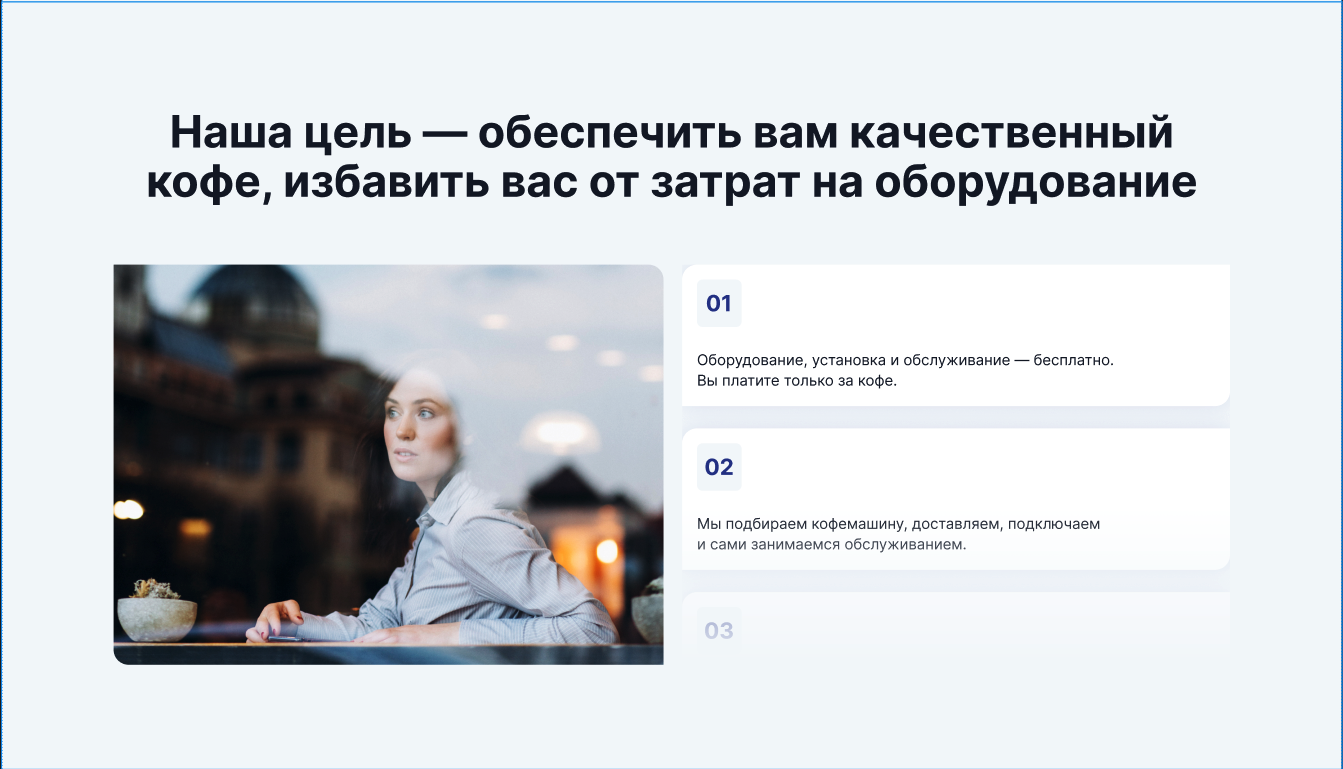 Наша цель — обеспечить вам качественный
кофе, избавить вас от затрат на оборудование
01
Оборудование, установка и обслуживание — бесплатно.
Вы платите только за кофе.
02
Мы подбираем кофемашину, доставляем, подключаем
и сами занимаемся обслуживанием.
03